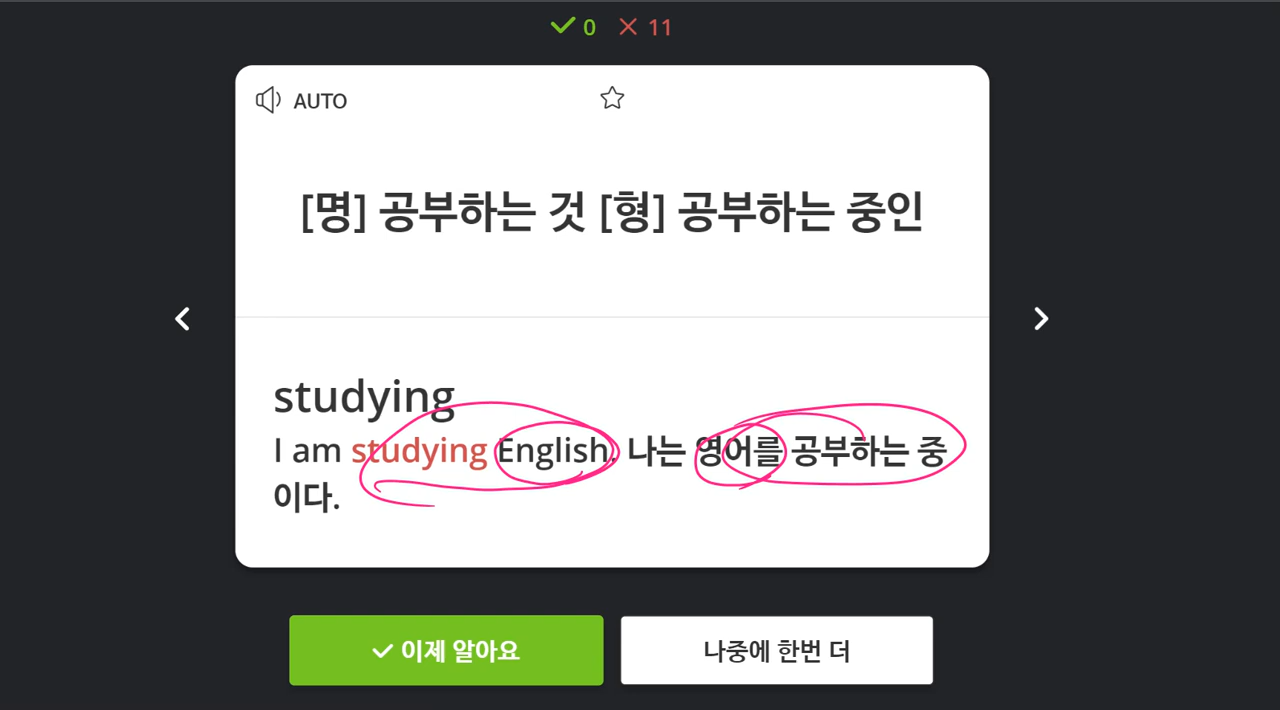 0 11
AUTO
[명] 공부하는 것 [형] 공부하는 중인
studying
I am studying English. 나는 영어를 공부하는 중
이다.
이제 알아요 나중에 한번 더